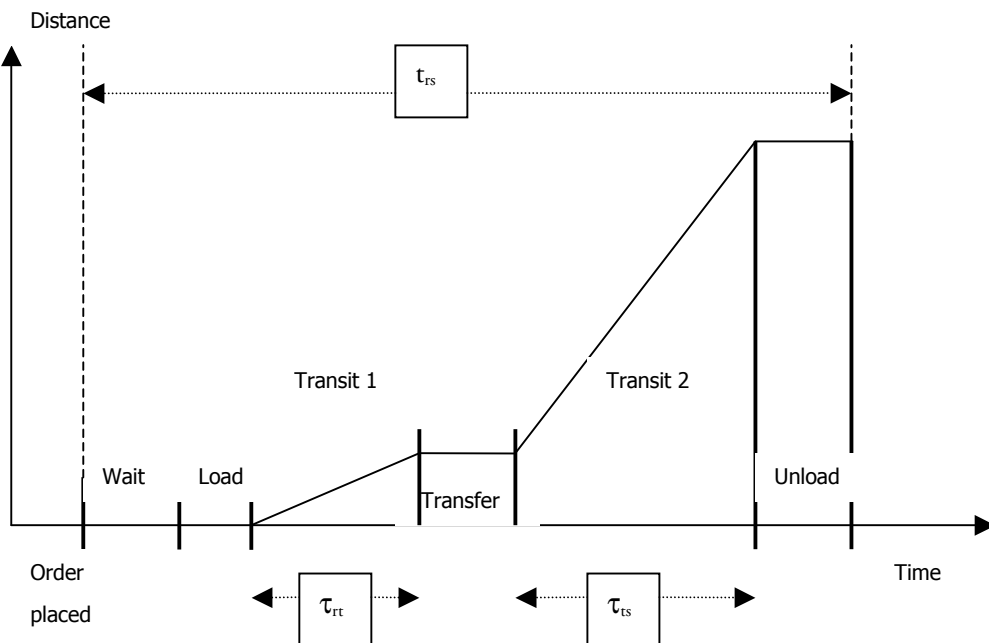 Distance
t_rs
Transit 1
Transit 2
Wait
Load
Unload
Transfer
Order
placed
Time
τ_rt
τ_ts